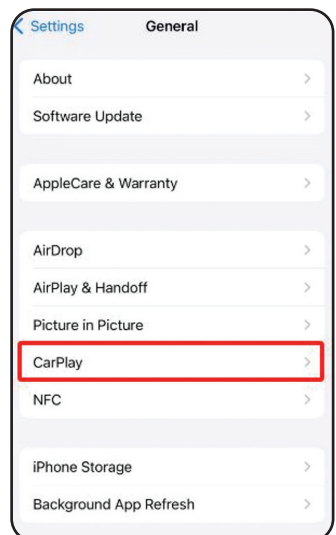 Settings
General
About
Software Update
AppleCare & Warranty
AirDrop
AirPlay & Handoff
Picture in Picture
CarPlay
NFC
iPhone Storage
Background App Refresh